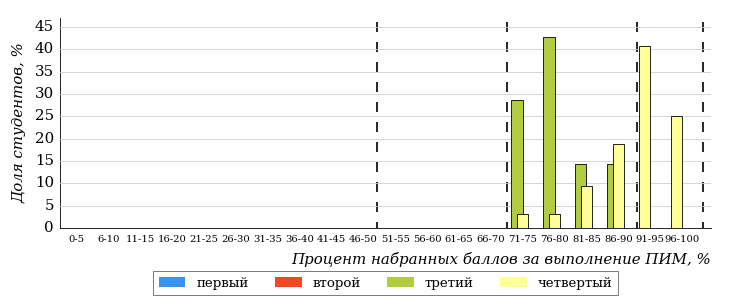 Доля студентов, %
45
40
35
30
25
20
15
10
5
0
0-5 6-10 11-15 16-20 21-25 26-30 31-35 36-40 41-45 46-50 51-55 56-60 61-65 66-70 71-75 76-80 81-85 86-90 91-95 96-100
Процент набранных баллов за выполнение ПИМ, %
первый второй третий четвертый